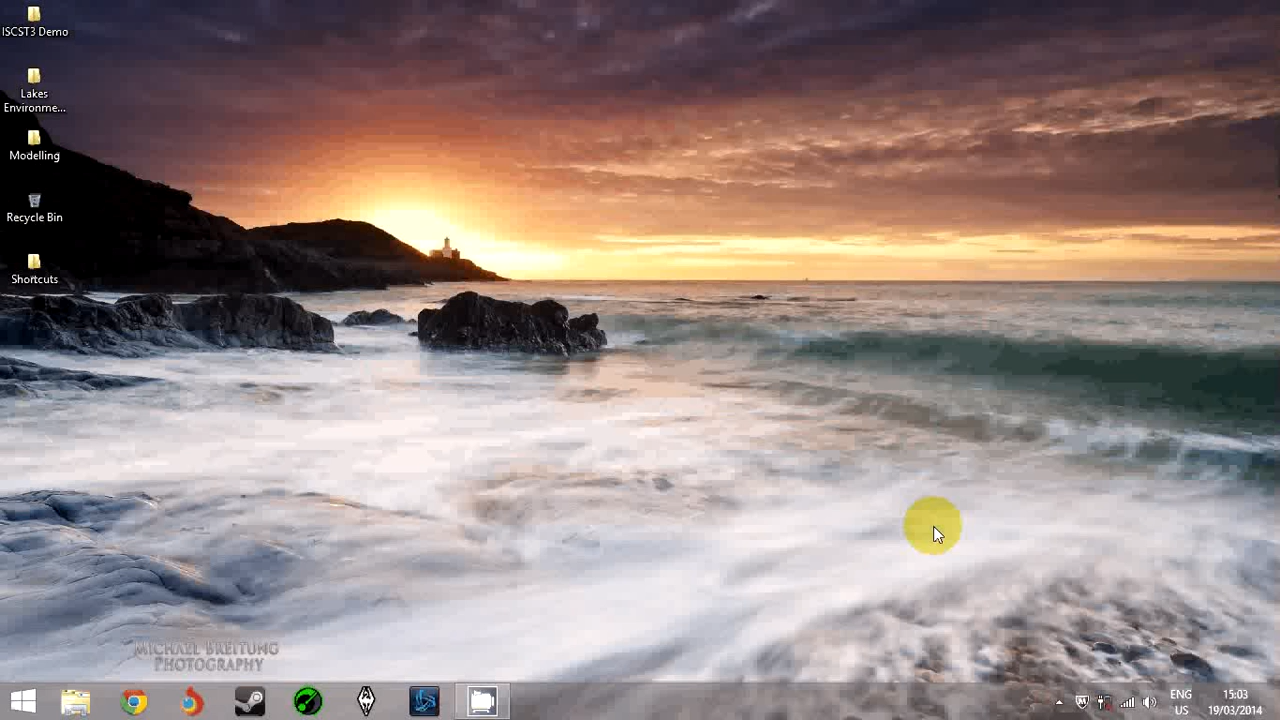 ISCST3 Demo
Lakes
Environme...
Modelling
Recycle Bin
Shortcuts
MICHAEL BREITUNG
PHOTOGRAPHY
ENG
US
15:03
19/03/2014